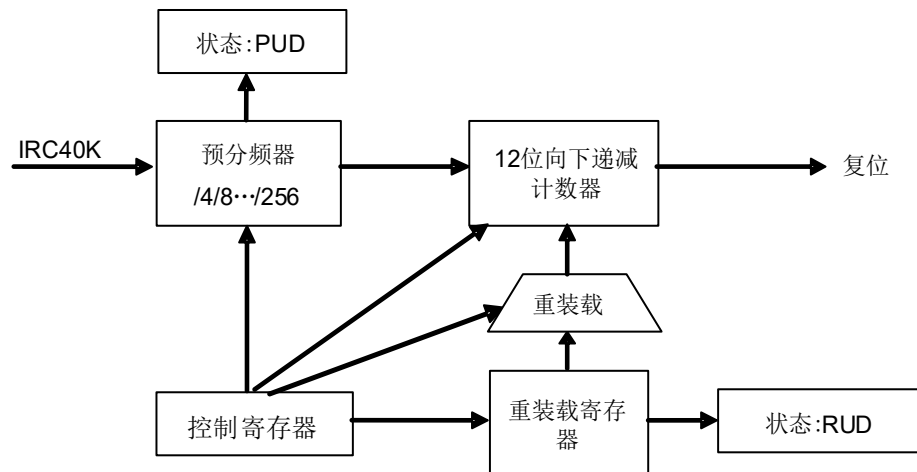 状态:PUD
IRC40K
预分频器
/4/8…/256
12位向下递减
计数器
复位
重装载
控制寄存器
重装载寄存
器
状态:RUD